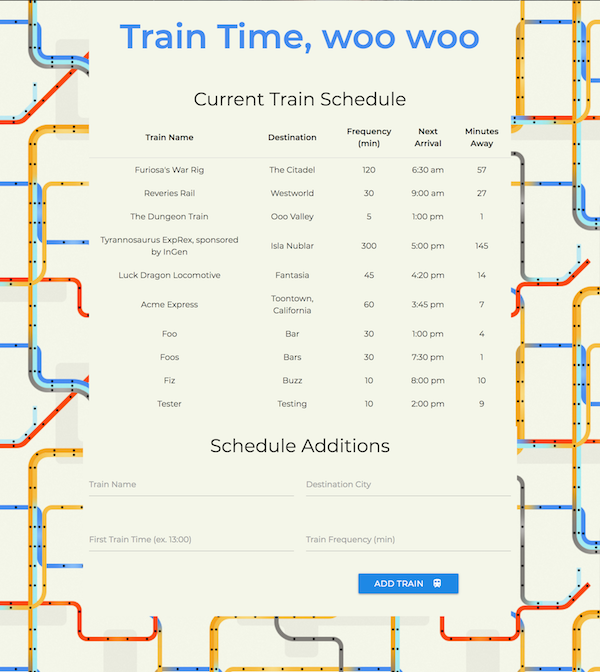 Train Time, woo woo
Current Train Schedule
Train Name Destination Frequency (min) Next Arrival Minutes Away
Furiosa's War Rig The Citadel 120 6:30 am 57
Reveries Rail Westworld 30 9:00 am 27
The Dungeon Train Ooo Valley 5 1:00 pm 1
Tyrannosaurus ExpRex, sponsored by InGen Isla Nublar 300 5:00 pm 145
Luck Dragon Locomotive Fantasia 45 4:20 pm 14
Acme Express Toontown, California 60 3:45 pm 7
Foo Bar 30 1:00 pm 4
Foos Bars 30 7:30 pm 1
Fiz Buzz 10 8:00 pm 10
Tester Testing 10 2:00 pm 9
Schedule Additions
Train Name Destination City
First Train Time (ex. 13:00) Train Frequency (min)
ADD TRAIN